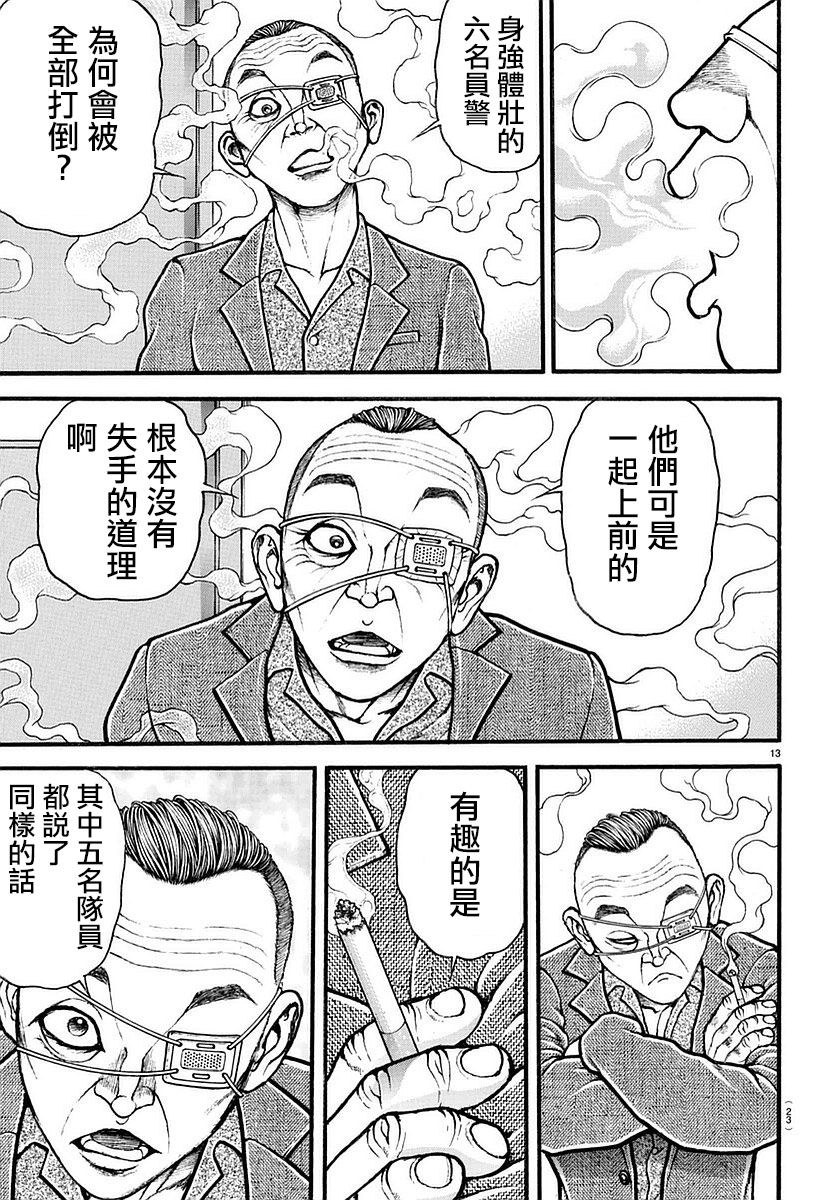 身強體壯的
六名員警
為何會被
全部打倒？
他們可是
一起上前的
根本沒有
失手的道理
啊
13
有趣的是
其中五名隊員
都説了
同樣的話
(23)